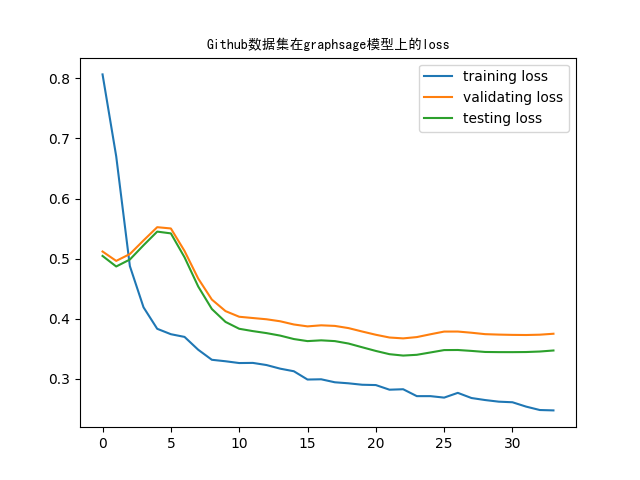 Github数据集在graphsage模型上的loss
training loss
validating loss
testing loss
0.8
0.7
0.6
0.5
0.4
0.3
0 5 10 15 20 25 30